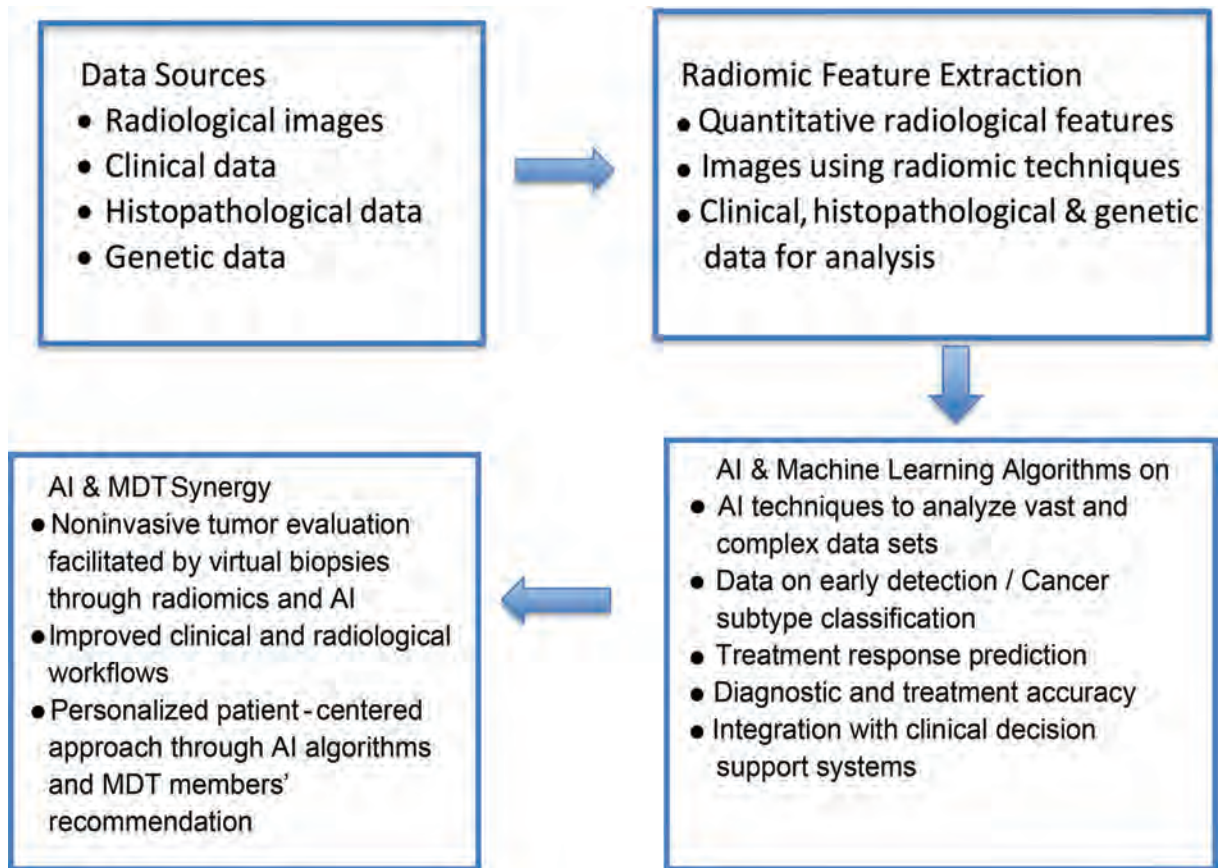 Data Sources
• Radiological images
• Clinical data
• Histopathological data
• Genetic data
Radiomic Feature Extraction
• Quantitative radiological features
• Images using radiomic techniques
• Clinical, histopathological & genetic
data for analysis
AI & Machine Learning Algorithms on
• AI techniques to analyze vast and
complex data sets
• Data on early detection / Cancer
subtype classification
• Treatment response prediction
• Diagnostic and treatment accuracy
• Integration with clinical decision
support systems
AI & MDT Synergy
• Noninvasive tumor evaluation
facilitated by virtual biopsies
through radiomics and AI
• Improved clinical and radiological
workflows
• Personalized patient-centered
approach through AI algorithms
and MDT members’
recommendation